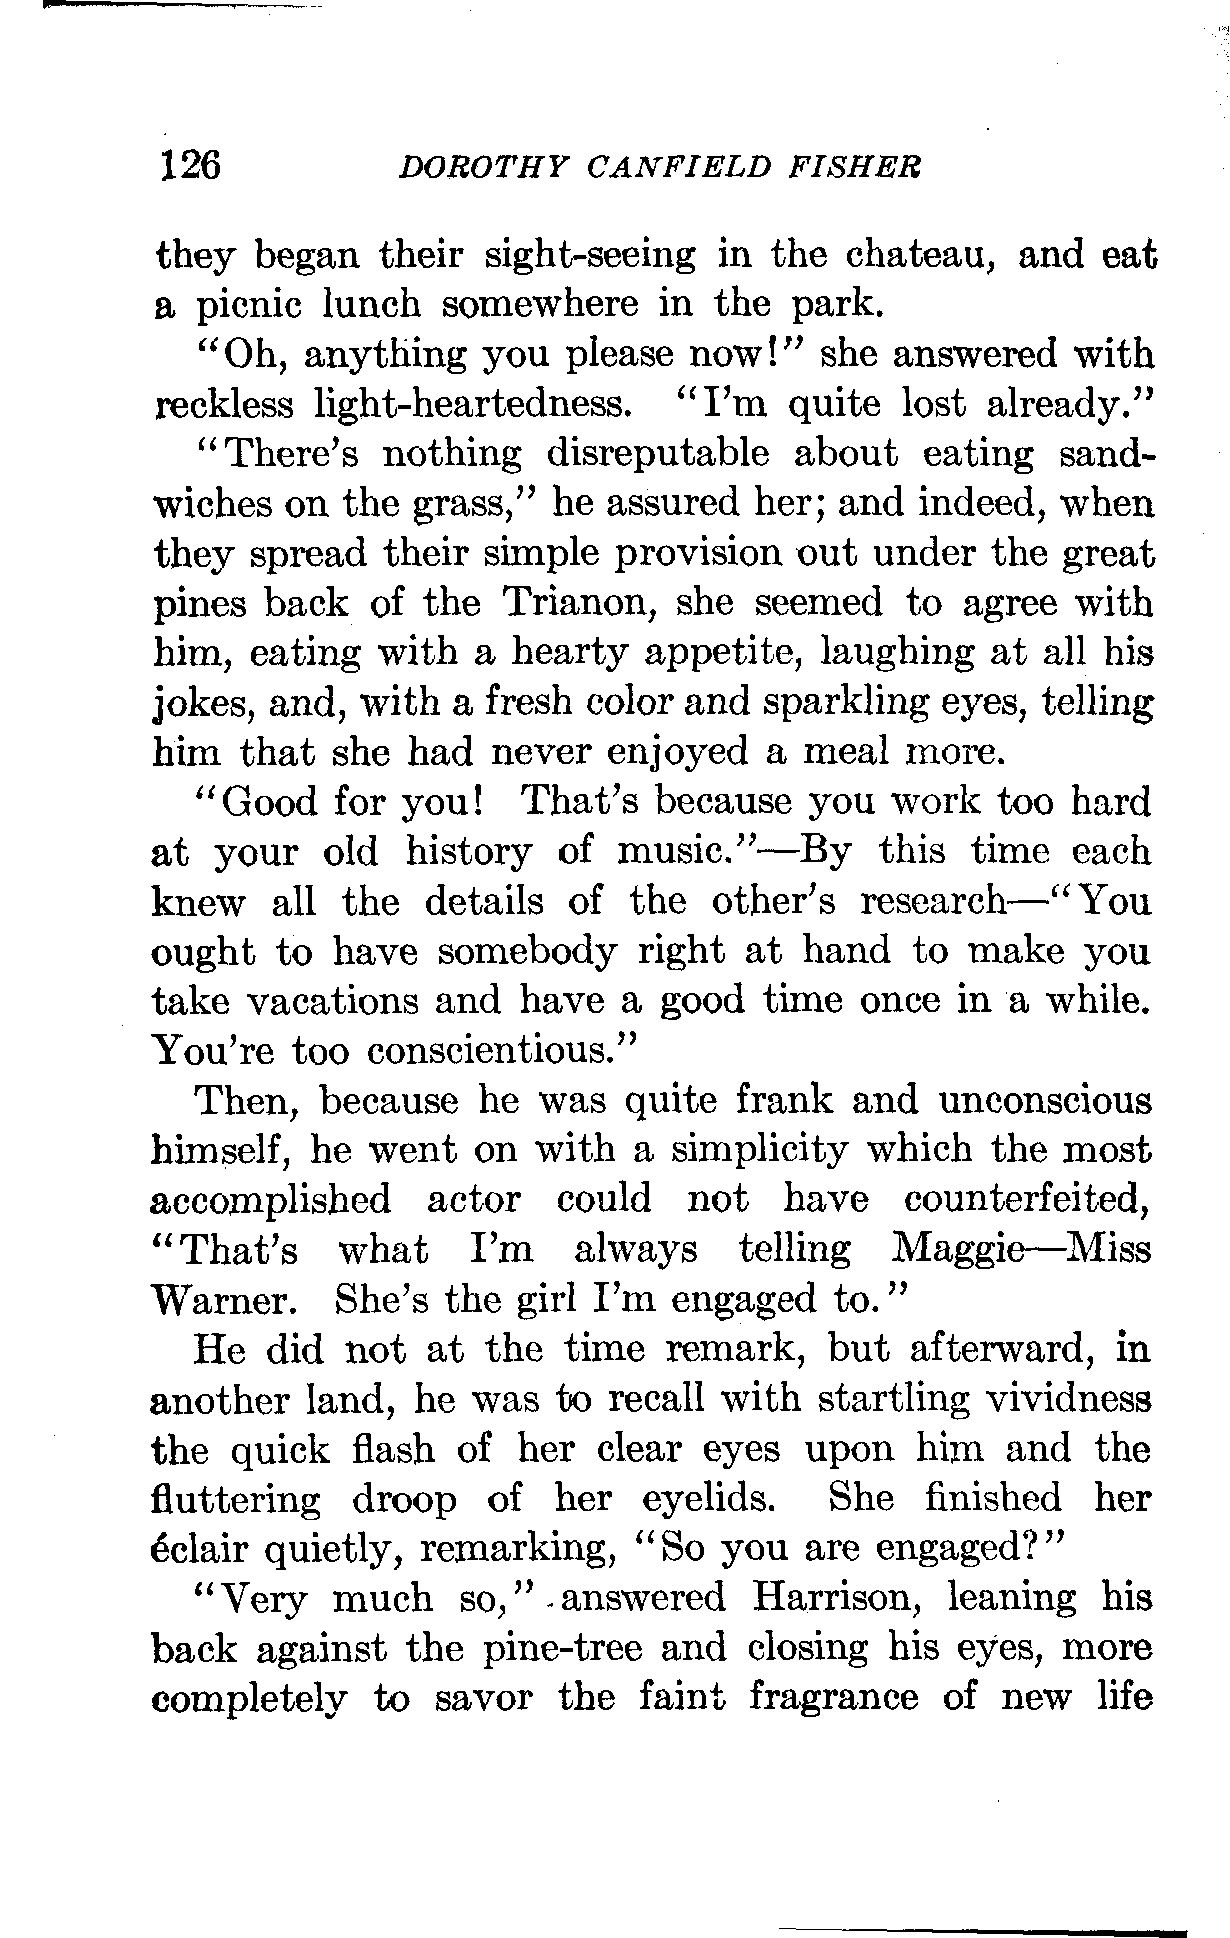 126 DOROTHY CANFIELD FISHER
they began their sight-seeing in the chateau, and eat
a picnic lunch somewhere in the park.
"Oh, anything you please now!" she answered with
reckless light-heartedness. "I'm quite lost already."
"There's nothing disreputable about eating sand-
wiches on the grass," he assured her; and indeed, when
they spread their simple provision out under the great
pines back of the Trianon, she seemed to agree with
him, eating with a hearty appetite, laughing at all his
jokes, and, with a fresh color and sparkling eyes, telling
him that she had never enjoyed a meal more.
"Good for you! That's because you work too hard
at your old history of music."—By this time each
knew all the details of the other's research—"You
ought to have somebody right at hand to make you
take vacations and have a good time once in a while.
You're too conscientious."
Then, because he was quite frank and unconscious
himself, he went on with a simplicity which the most
accomplished actor could not have counterfeited,
"That's what I'm always telling Maggie—Miss
Warner. She's the girl I'm engaged to."
He did not at the time remark, but afterward, in
another land, he was to recall with startling vividness
the quick flash of her clear eyes upon him and the
fluttering droop of her eyelids. She finished her
éclair quietly, remarking, "So you are engaged?"
"Very much so," answered Harrison, leaning his
back against the pine-tree and closing his eyes, more
completely to savor the faint fragrance of new life